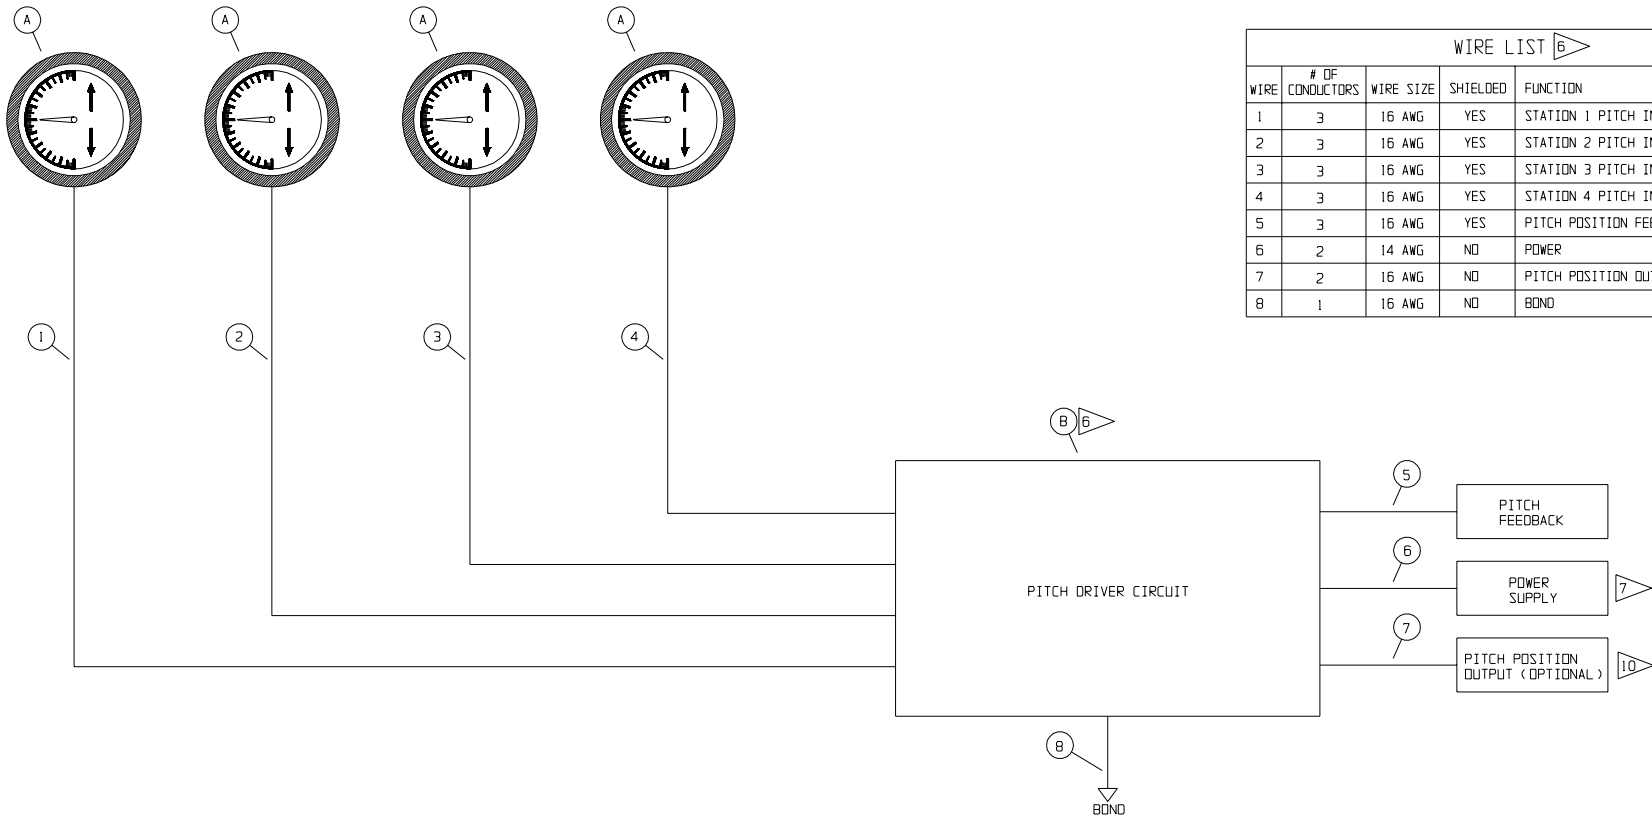 A A A A
WIRE LIST 6
WIRE # OF CONDUCTORS WIRE SIZE SHIELDED FUNCTION
1 3 16 AWG YES STATION 1 PITCH
2 3 16 AWG YES STATION 2 PITCH
3 3 16 AWG YES STATION 3 PITCH
4 3 16 AWG YES STATION 4 PITCH
5 3 16 AWG YES PITCH POSITION
6 2 14 AWG NO POWER
7 2 16 AWG NO PITCH POSITION
8 1 16 AWG NO BOND
1 2 3 4
B 6
5
PITCH
FEEDBACK
6
PITCH DRIVER CIRCUIT
POWER
SUPPLY
7
7
PITCH POSITION
OUTPUT (OPTIONAL)
10
8
BOND